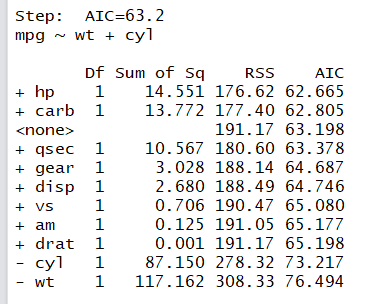 Step:  AIC=63.2
mpg ~ wt + cyl

       Df Sum of Sq    RSS    AIC
+ hp    1    14.551 176.62 62.665
+ carb  1    13.772 177.40 62.805
<none>              191.17 63.198
+ qsec  1    10.567 180.60 63.378
+ gear  1     3.028 188.14 64.687
+ disp  1     2.680 188.49 64.746
+ vs    1     0.706 190.47 65.080
+ am    1     0.125 191.05 65.177
+ drat  1     0.001 191.17 65.198
- cyl   1    87.150 278.32 73.217
- wt    1   117.162 308.33 76.494